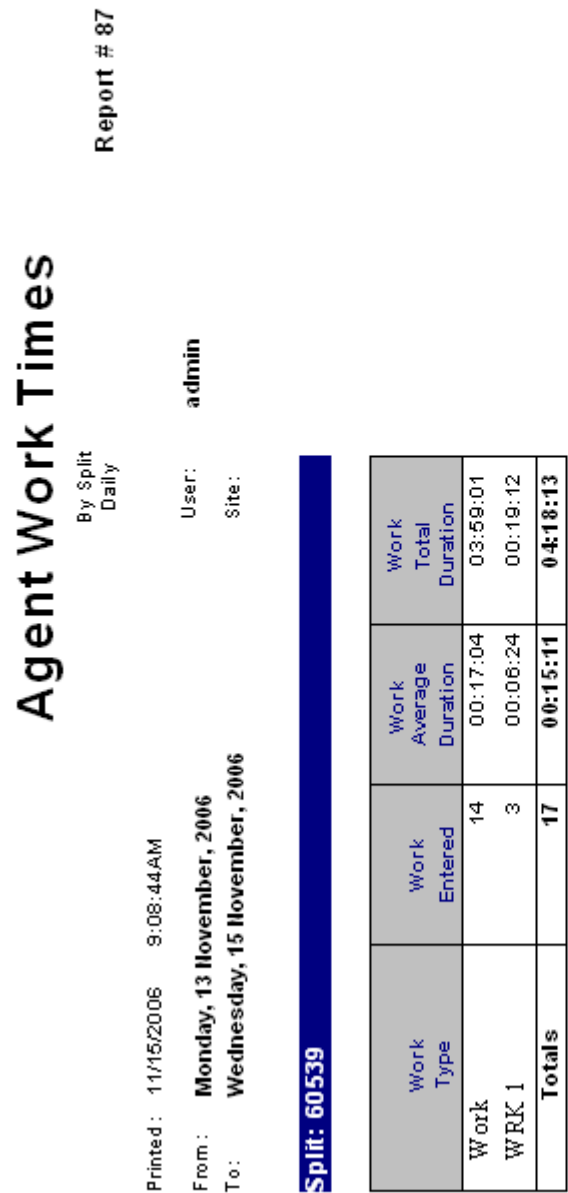 Agent Work Times
By Split
Daily
Report # 87
Printed: 11/15/2006 9:08:44AM
From: Monday, 13 November, 2006 User: admin
To: Wednesday, 15 November, 2006 Site:
Split: 60539
Work Type Work Entered Work Average Duration Work Total Duration
Work 14 00:17:04 03:59:01
WRK 1 3 00:06:24 00:19:12
Totals 17 00:15:11 04:18:13